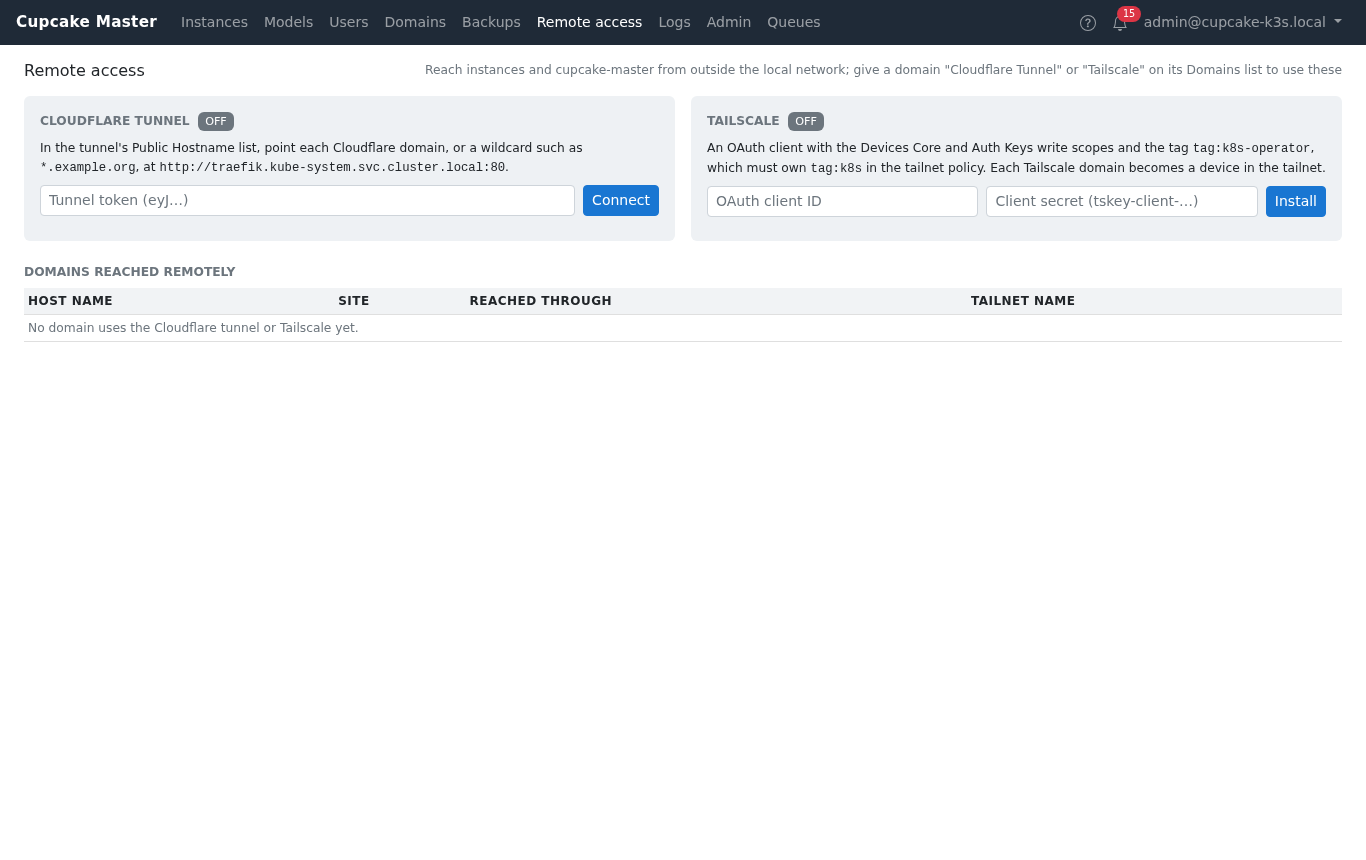 Cupcake Master Instances Models Users Domains Backups Remote access Logs Admin Queues 15 admin@cupcake-k3s.local
Remote access
Reach instances and cupcake-master from outside the local network; give a domain "Cloudflare Tunnel" or "Tailscale" on its Domains list to use these
CLOUDFLARE TUNNEL OFF
In the tunnel's Public Hostname list, point each Cloudflare domain, or a wildcard such as
*.example.org, at http://traefik.kube-system.svc.cluster.local:80.
Tunnel token (eyJ...) Connect
TAILSCALE OFF
An OAuth client with the Devices Core and Auth Keys write scopes and the tag tag:k8s-operator,
which must own tag:k8s in the tailnet policy. Each Tailscale domain becomes a device in the tailnet.
OAuth client ID Client secret (tskey-client-...) Install
DOMAINS REACHED REMOTELY
HOST NAME SITE REACHED THROUGH TAILNET NAME
No domain uses the Cloudflare tunnel or Tailscale yet.